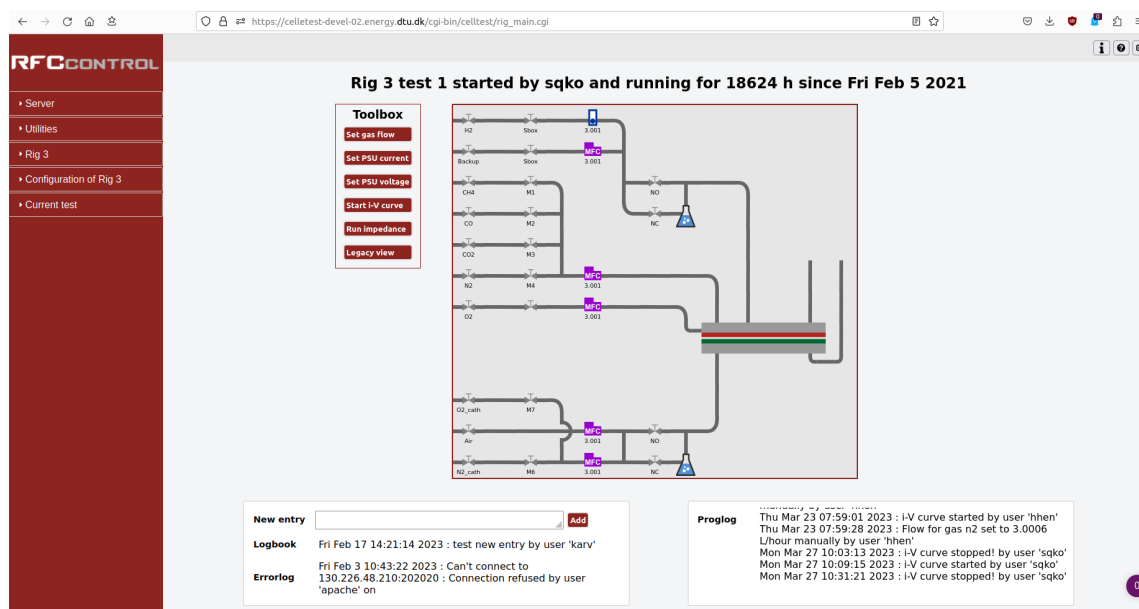 https://celletest-devel-02.energy.dtu.dk/cgi-bin/celltest/rig_main.cgi
RFCCONTROL
Server
Utilities
Rig 3
Configuration of Rig 3
Current test
Rig 3 test 1 started by sqko and running for 18624 h since Fri Feb 5 2021
Toolbox
Set gas flow
Set PSU current
Set PSU voltage
Start i-V curve
Run impedance
Legacy view
H2 Sbox 3.001
MFC
Backup Sbox 3.001
CH4 M1 NO
CO M2 NC
CO2 M3
MFC
N2 M4 3.001
MFC
O2 3.001
O2_cath M7
MFC
Air 3.001 NO
MFC
N2_cath M6 3.001 NC
New entry Add
Logbook Fri Feb 17 14:21:14 2023 : test new entry by user 'karv'
Errorlog Fri Feb 3 10:43:22 2023 : Can't connect to
130.226.48.210:202020 : Connection refused by user
'apache' on
Proglog
manually by user 'hhen'
Thu Mar 23 07:59:01 2023 : i-V curve started by user 'hhen'
Thu Mar 23 07:59:28 2023 : Flow for gas n2 set to 3.0006
L/hour manually by user 'hhen'
Mon Mar 27 10:03:13 2023 : i-V curve stopped! by user 'sqko'
Mon Mar 27 10:09:15 2023 : i-V curve started by user 'sqko'
Mon Mar 27 10:31:21 2023 : i-V curve stopped! by user 'sqko'